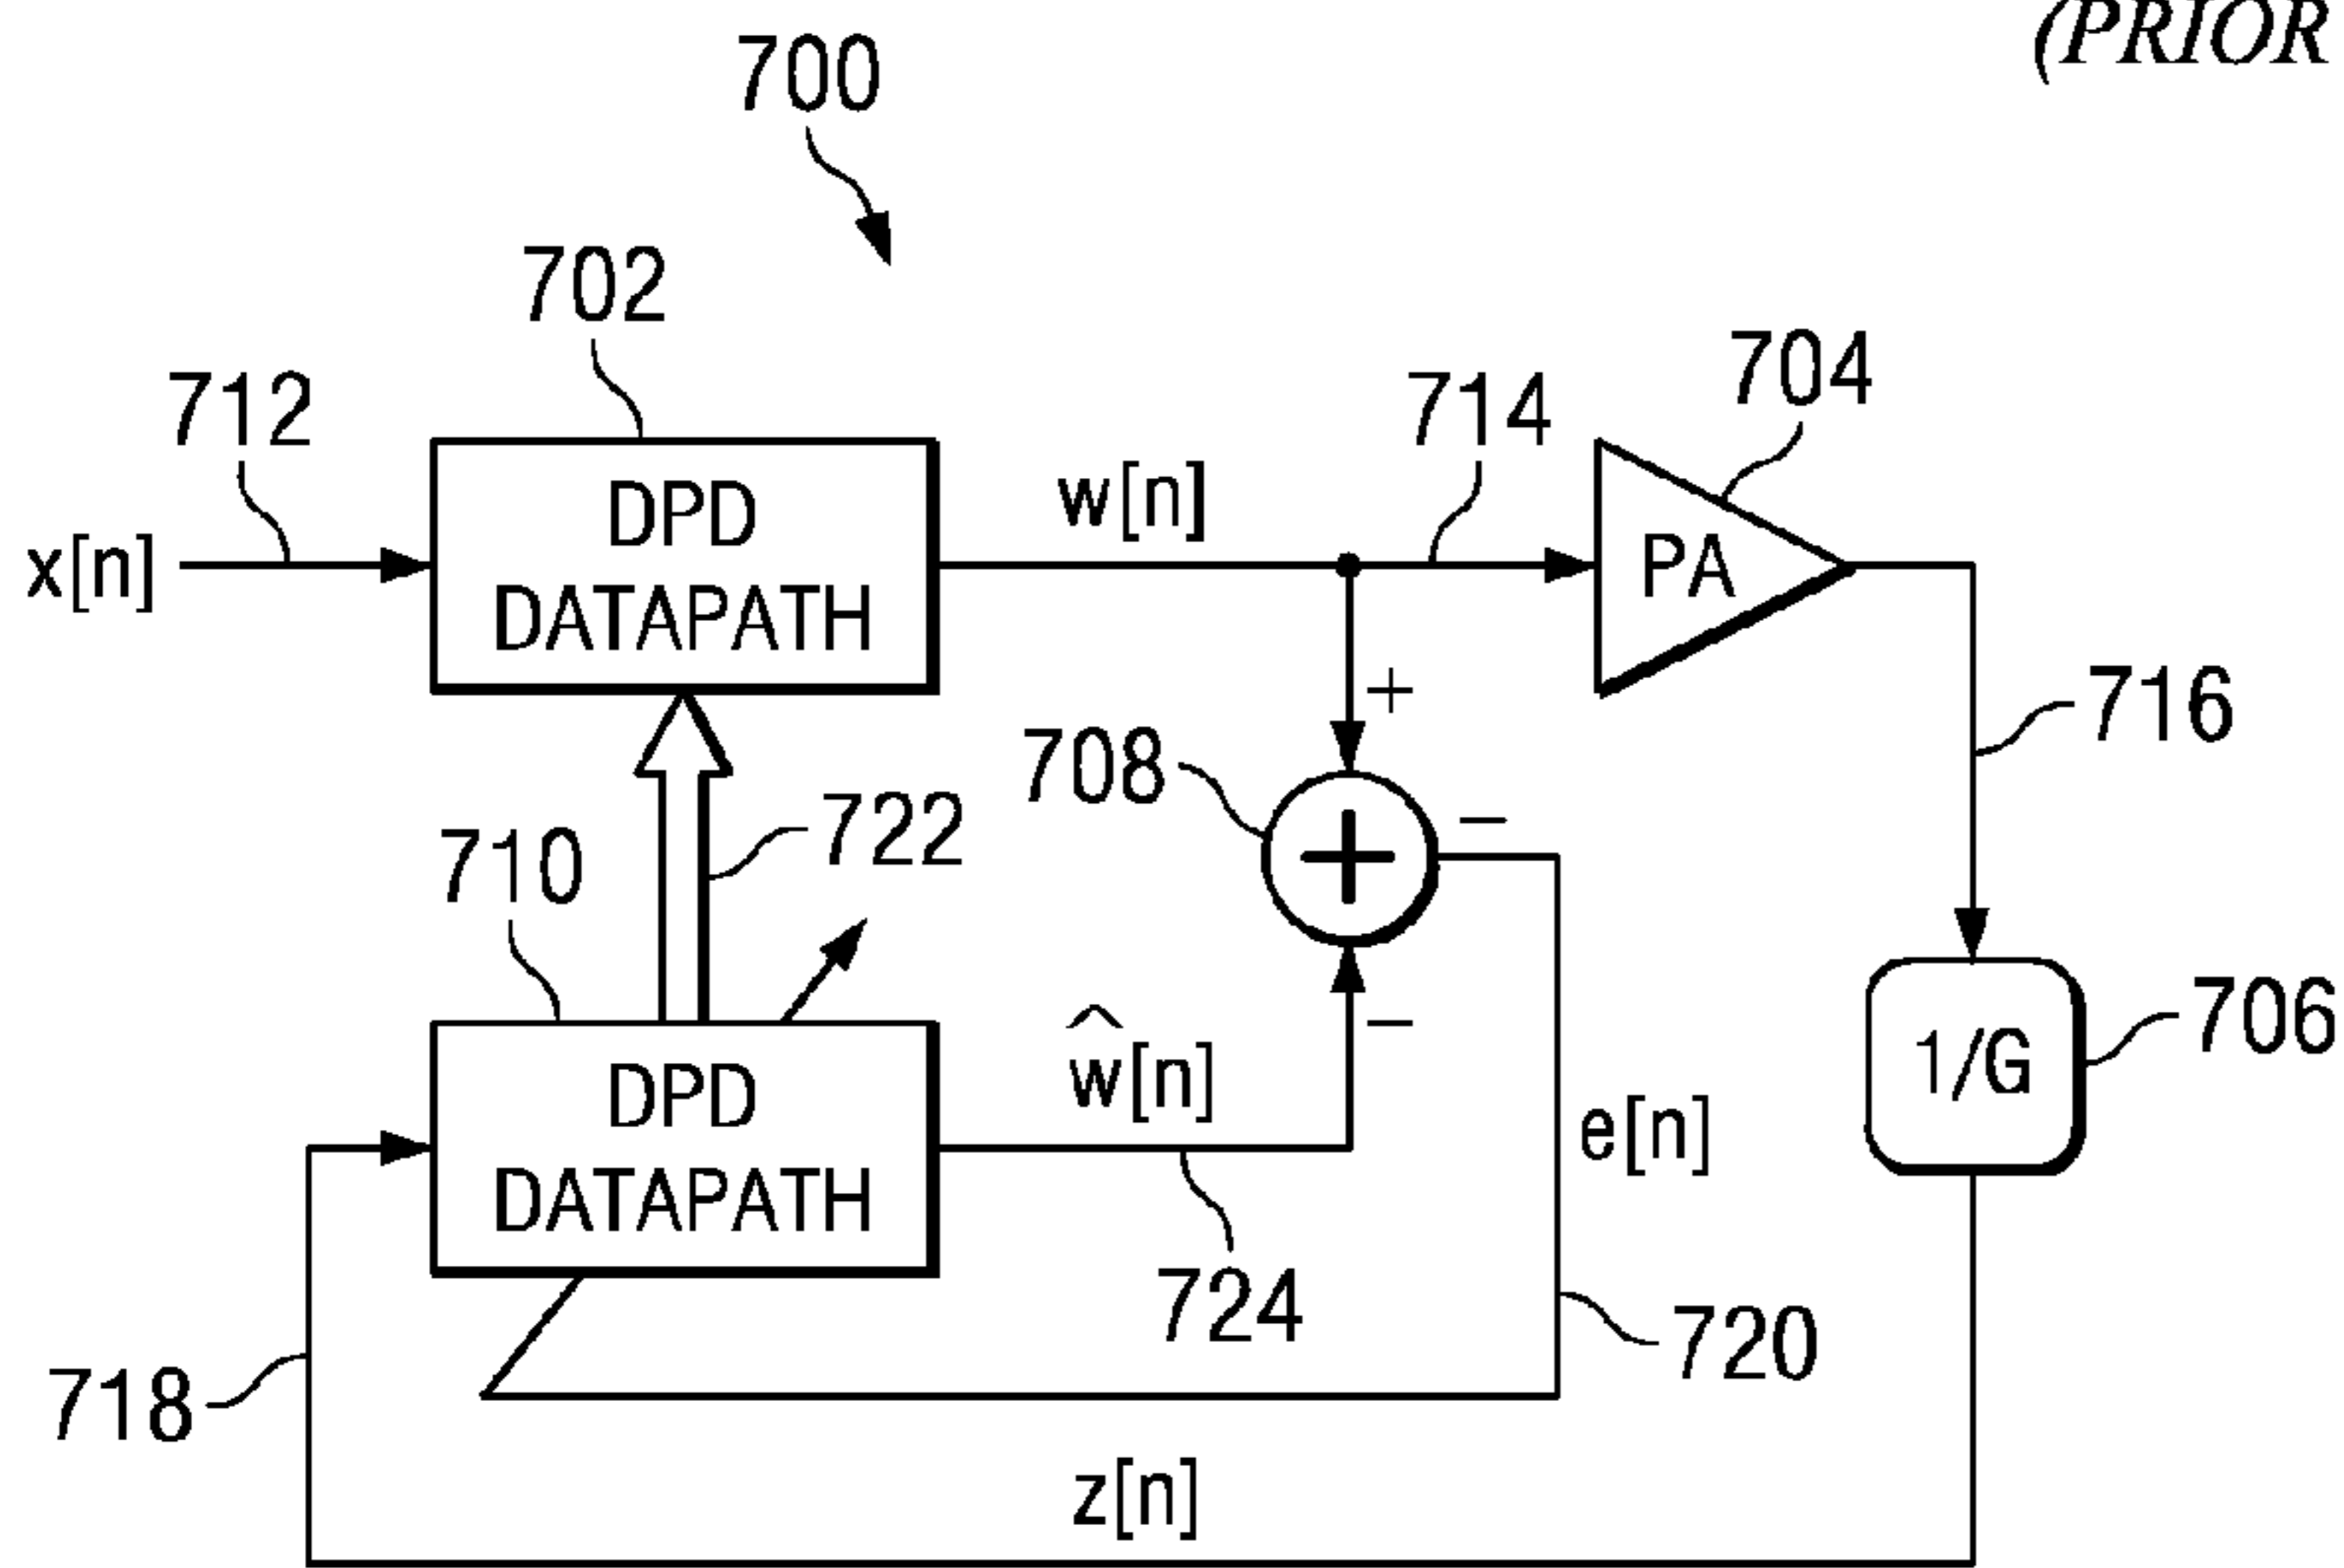 (PRIOR
700
702
712
714
704
x[n]
DPD
DATAPATH
w[n]
PA
+
716
708
+
−
710
722
706
1/G
−
ŵ[n]
DPD
DATAPATH
e[n]
724
720
718
z[n]